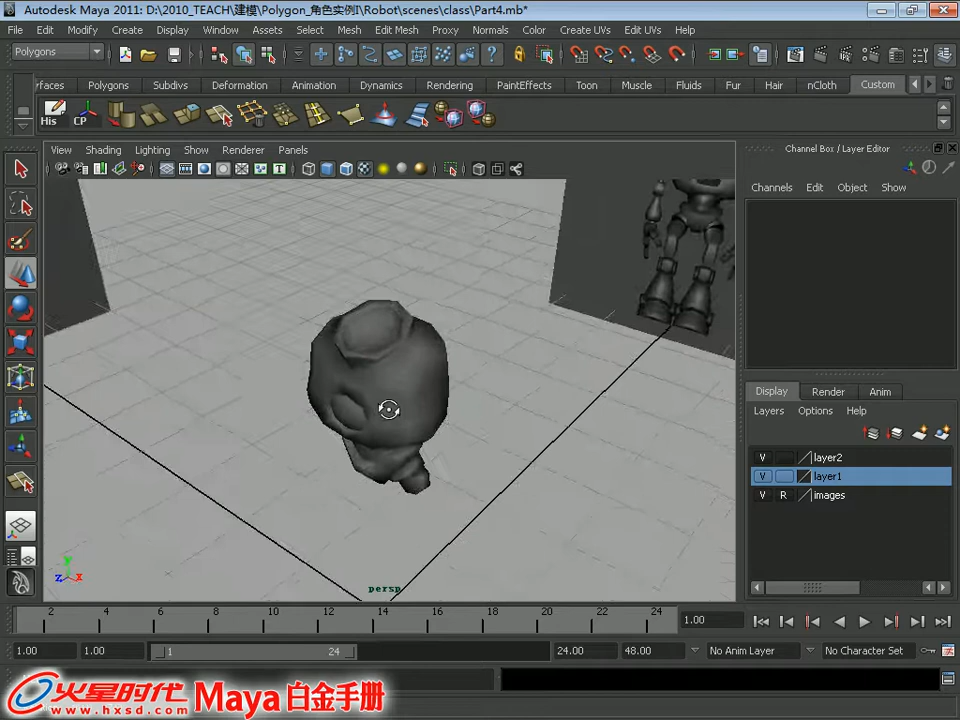 Autodesk Maya 2011: D:\2010_TEACH\建模\Polygon_角色实例I\Robot\scenes\class\Part4.mb*
File Edit Modify Create Display Window Assets Select Mesh Edit Mesh Proxy Normals Color Create UVs Edit UVs Help
Polygons
rfaces Polygons Subdivs Deformation Animation Dynamics Rendering PaintEffects Toon Muscle Fluids Fur Hair nCloth Custom
His CP
View Shading Lighting Show Renderer Panels
Channel Box / Layer Editor
Channels Edit Object Show
Display Render Anim
Layers Options Help
V layer2
V layer1
V R images
y
z x
persp
2 4 6 8 10 12 14 16 18 20 22 24
1.00
1.00 1.00 1 24 24.00 48.00 No Anim Layer No Character Set
火星时代 Maya 白金手册
www.hxsd.com